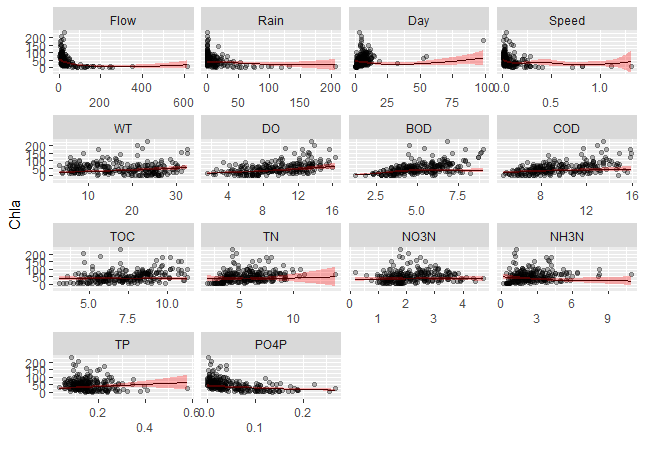 Flow Rain Day Speed
200 150 100 50 0
0 200 400 600 0 50 100 150 200 0 25 50 75 100 0.0 0.5 1.0
WT DO BOD COD
200 150 100 50 0
10 20 30 4 8 12 16 2.5 5.0 7.5 8 12 16
Chla
TOC TN NO3N NH3N
200 150 100 50 0
5.0 7.5 10.0 5 10 0 1 2 3 4 0 3 6 9
TP PO4P
200 150 100 50 0
0.2 0.4 0.6 0.0 0.1 0.2